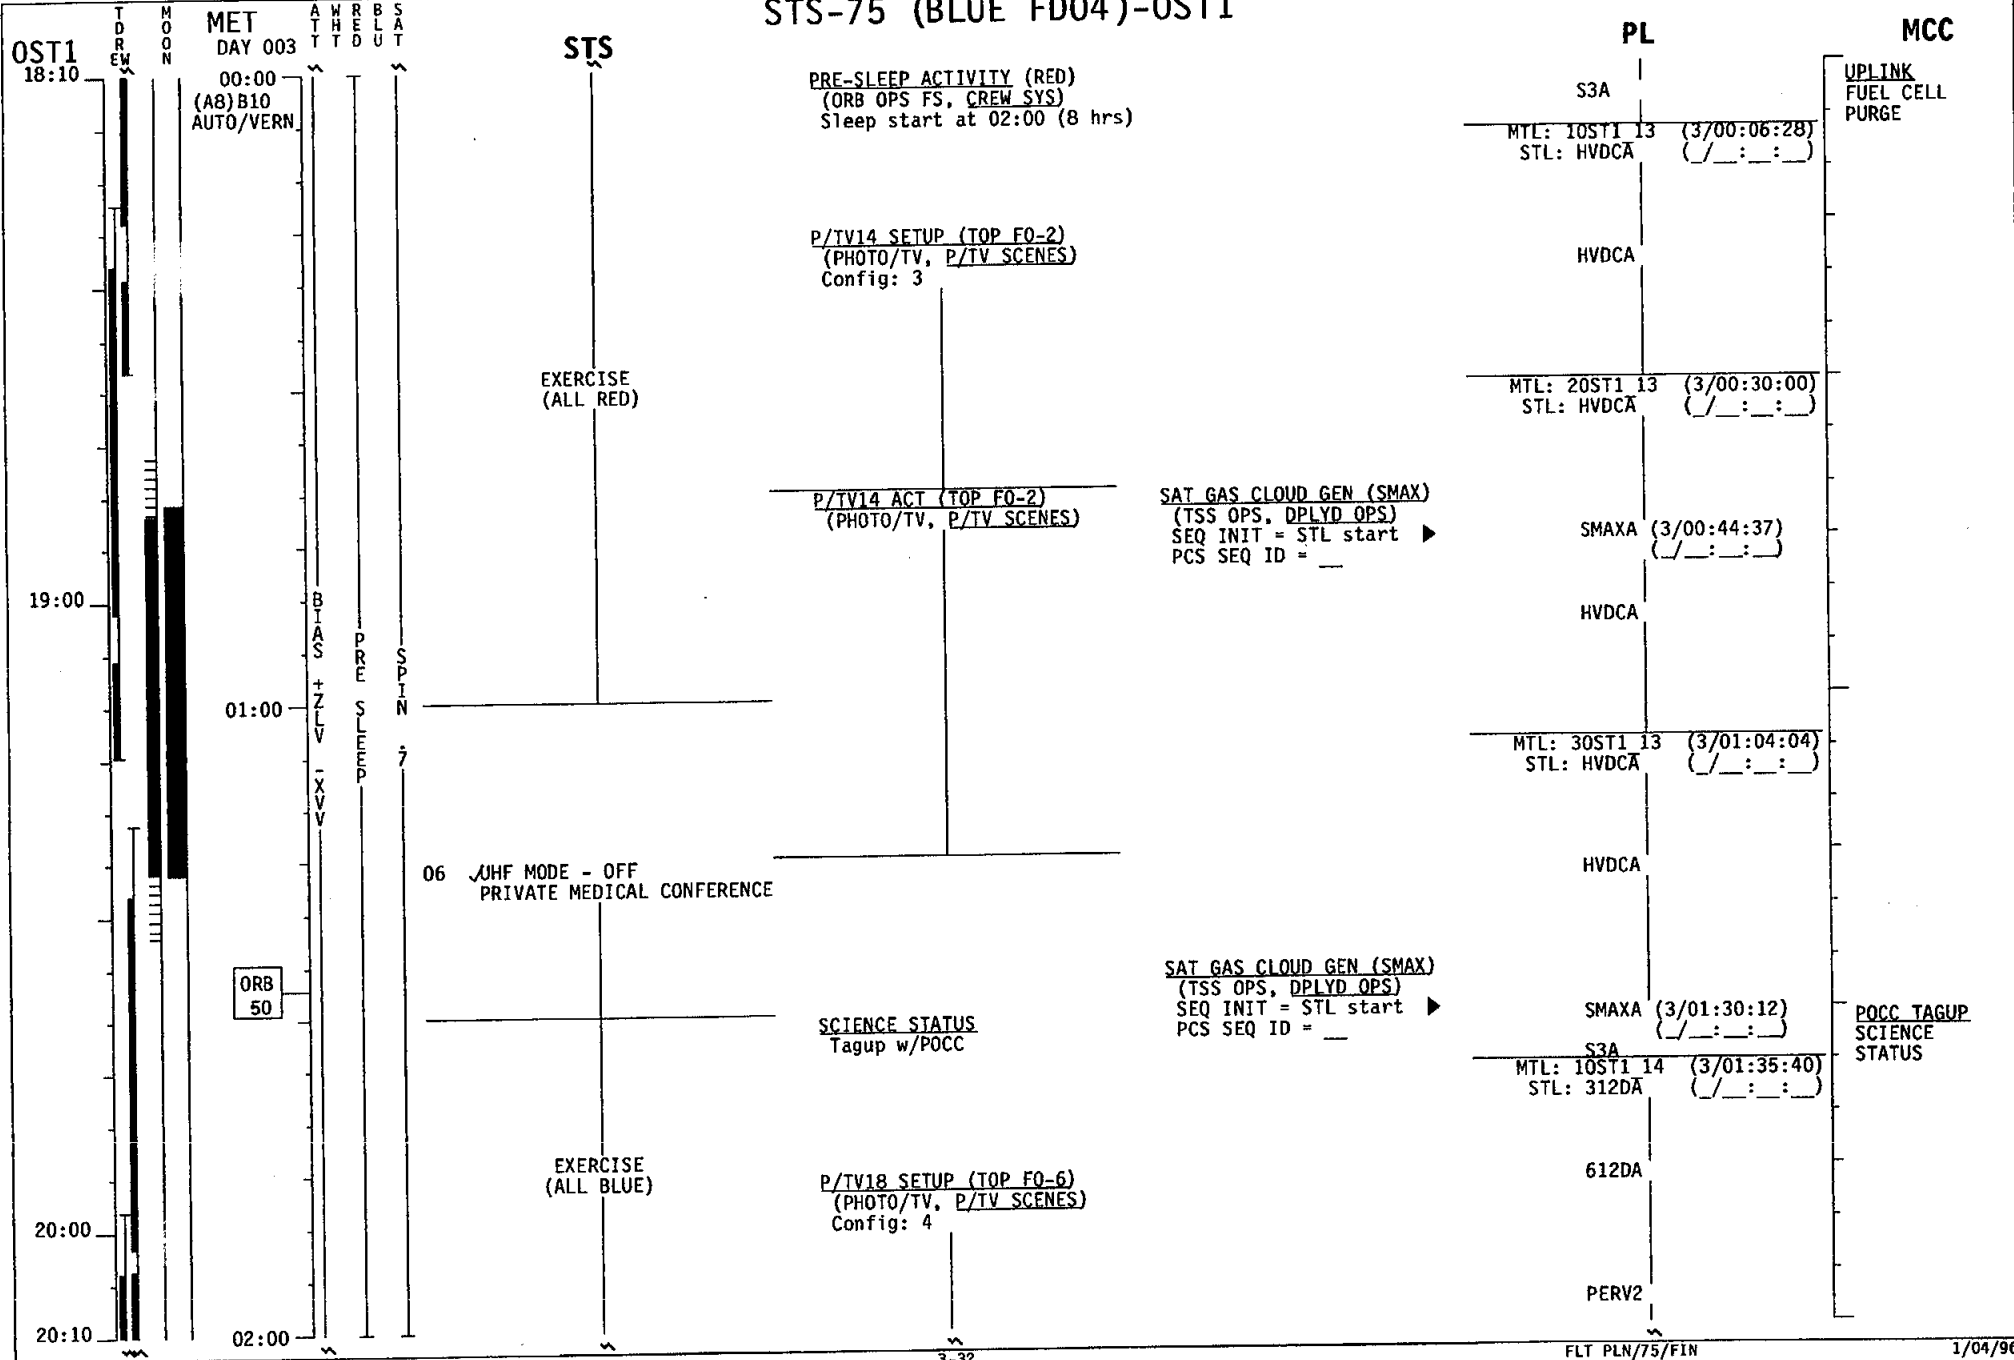 STS-75 (BLUE FD04)-OST1
OST1
TDRE
W
MOON
MET
DAY 003
ATT
WHT
RED
BLU
SAT
STS
PL
MCC
18:10
00:00
(A8)B10
AUTO/VERN
PRE-SLEEP ACTIVITY (RED)
(ORB OPS FS, CREW SYS)
Sleep start at 02:00 (8 hrs)
S3A
UPLINK
FUEL CELL
PURGE
MTL: 1OST1_13 (3/00:06:28)
STL: HVDCA (_/__:__:__)
P/TV14 SETUP (TOP FO-2)
(PHOTO/TV, P/TV SCENES)
Config: 3
HVDCA
EXERCISE
(ALL RED)
MTL: 2OST1_13 (3/00:30:00)
STL: HVDCA (_/__:__:__)
P/TV14 ACT (TOP FO-2)
(PHOTO/TV, P/TV SCENES)
SAT GAS CLOUD GEN (SMAX)
(TSS OPS, DPLYD OPS)
SEQ INIT = STL start ▶
PCS SEQ ID = __
SMAXA (3/00:44:37)
(_/__:__:__)
19:00
HVDCA
BIAS +ZLV -XVV
PRE SLEEP
SPIN .7
01:00
MTL: 3OST1_13 (3/01:04:04)
STL: HVDCA (_/__:__:__)
06 ✓UHF MODE - OFF
PRIVATE MEDICAL CONFERENCE
HVDCA
ORB
50
SAT GAS CLOUD GEN (SMAX)
(TSS OPS, DPLYD OPS)
SEQ INIT = STL start ▶
PCS SEQ ID = __
SMAXA (3/01:30:12)
(_/__:__:__)
SCIENCE STATUS
Tagup w/POCC
POCC TAGUP
SCIENCE
STATUS
S3A
MTL: 1OST1_14 (3/01:35:40)
STL: 312DA (_/__:__:__)
EXERCISE
(ALL BLUE)
P/TV18 SETUP (TOP FO-6)
(PHOTO/TV, P/TV SCENES)
Config: 4
612DA
20:00
PERV2
20:10
02:00
3-32
FLT PLN/75/FIN